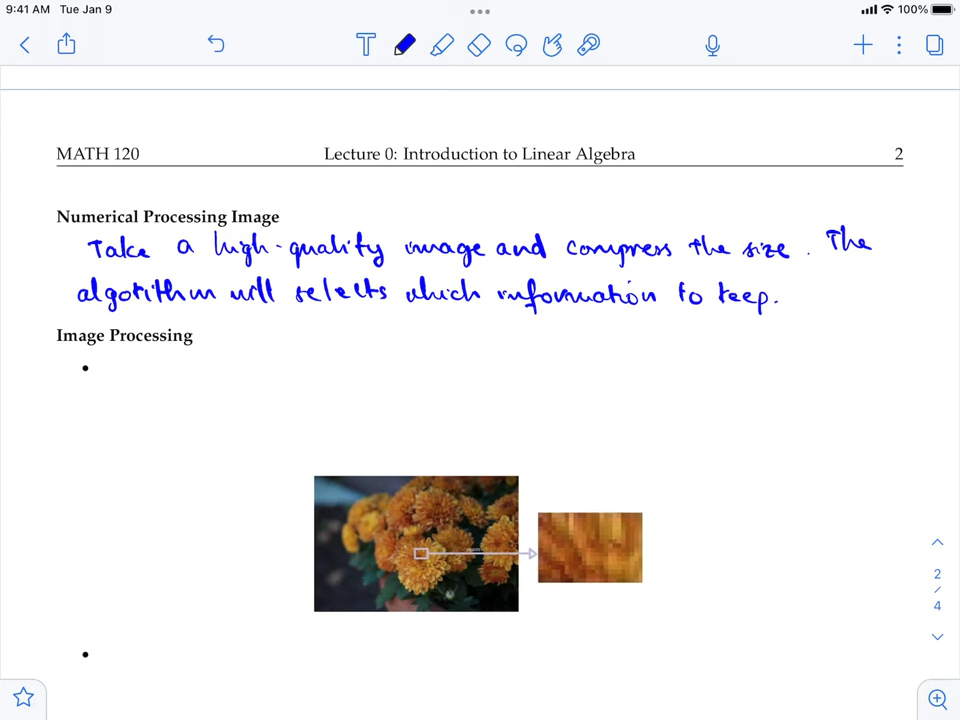 9:41 AM Tue Jan 9
100%
MATH 120 Lecture 0: Introduction to Linear Algebra 2
Numerical Processing Image
Take a high-quality image and compress the size. The
algorithm will selects which information to keep.
Image Processing
•
•
2
/
4